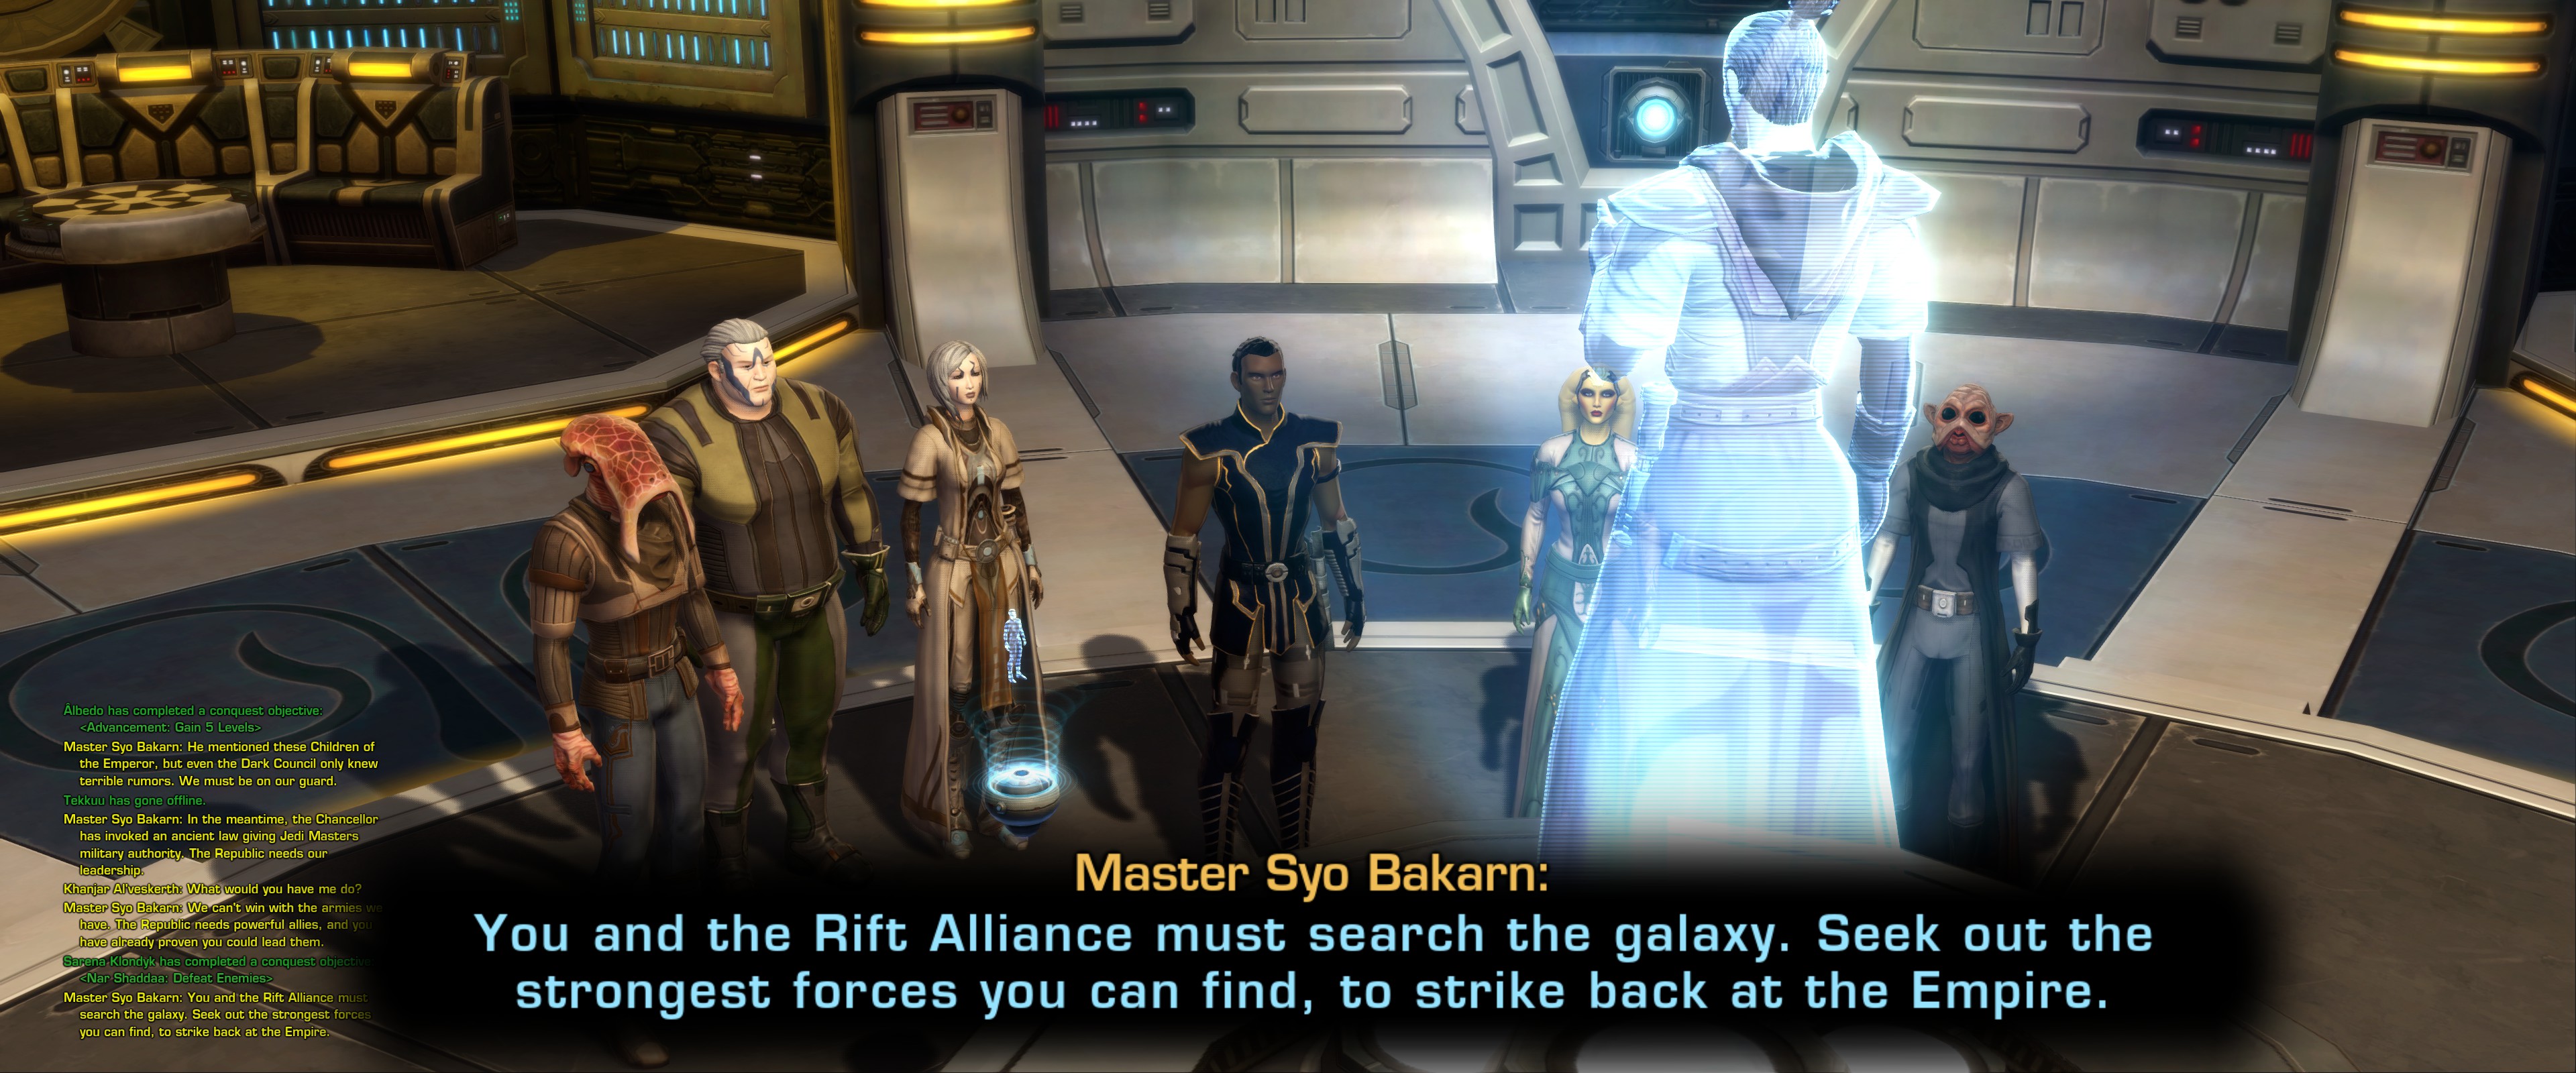 Âlbedo has completed a conquest objective:
<Advancement: Gain 5 Levels>
Master Syo Bakarn: He mentioned these Children of
the Emperor, but even the Dark Council only knew
terrible rumors. We must be on our guard.
Tekkuu has gone offline.
Master Syo Bakarn: In the meantime, the Chancellor
has invoked an ancient law giving Jedi Masters
military authority. The Republic needs our
leadership.
Khanjar Al'veskerth: What would you have me do?
Master Syo Bakarn: We can't win with the armies we
have. The Republic needs powerful allies, and you
have already proven you could lead them.
Sarena Klondyk has completed a conquest objective:
<Nar Shaddaa: Defeat Enemies>
Master Syo Bakarn: You and the Rift Alliance must
search the galaxy. Seek out the strongest forces
you can find, to strike back at the Empire.
Master Syo Bakarn:
You and the Rift Alliance must search the galaxy. Seek out the
strongest forces you can find, to strike back at the Empire.